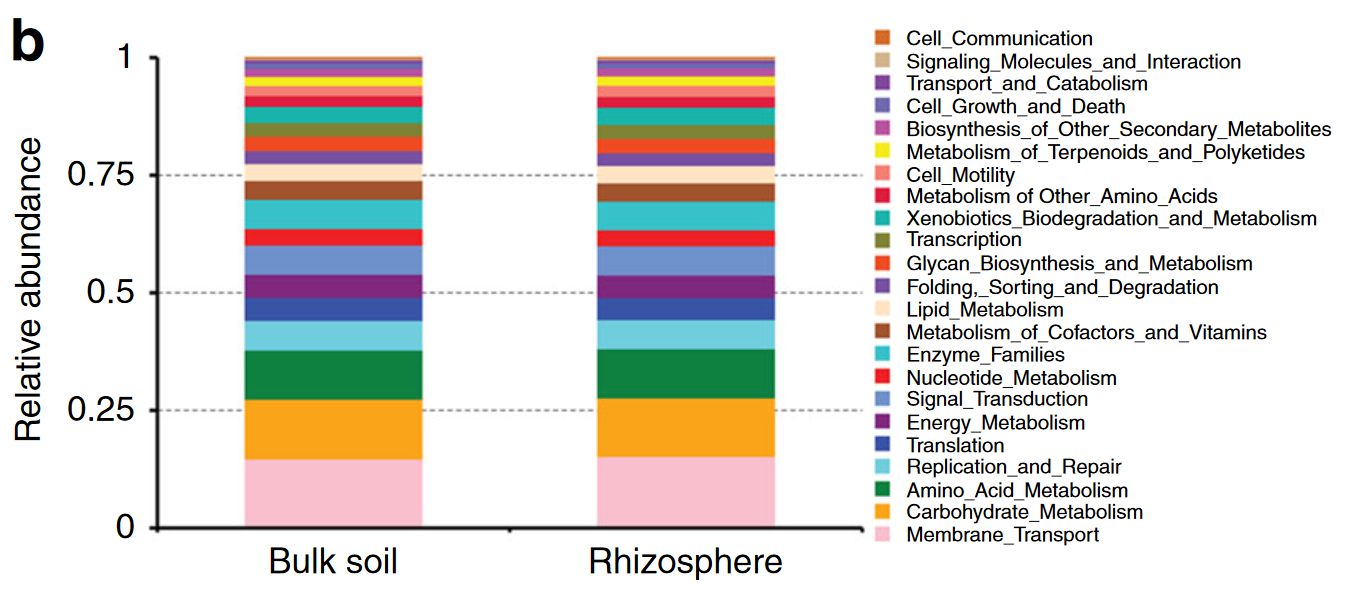 b
Relative abundance
1
0.75
0.5
0.25
0
Bulk soil
Rhizosphere
Cell_Communication
Signaling_Molecules_and_Interaction
Transport_and_Catabolism
Cell_Growth_and_Death
Biosynthesis_of_Other_Secondary_Metabolites
Metabolism_of_Terpenoids_and_Polyketides
Cell_Motility
Metabolism of Other_Amino_Acids
Xenobiotics_Biodegradation_and_Metabolism
Transcription
Glycan_Biosynthesis_and_Metabolism
Folding,_Sorting_and_Degradation
Lipid_Metabolism
Metabolism_of_Cofactors_and_Vitamins
Enzyme_Families
Nucleotide_Metabolism
Signal_Transduction
Energy_Metabolism
Translation
Replication_and_Repair
Amino_Acid_Metabolism
Carbohydrate_Metabolism
Membrane_Transport